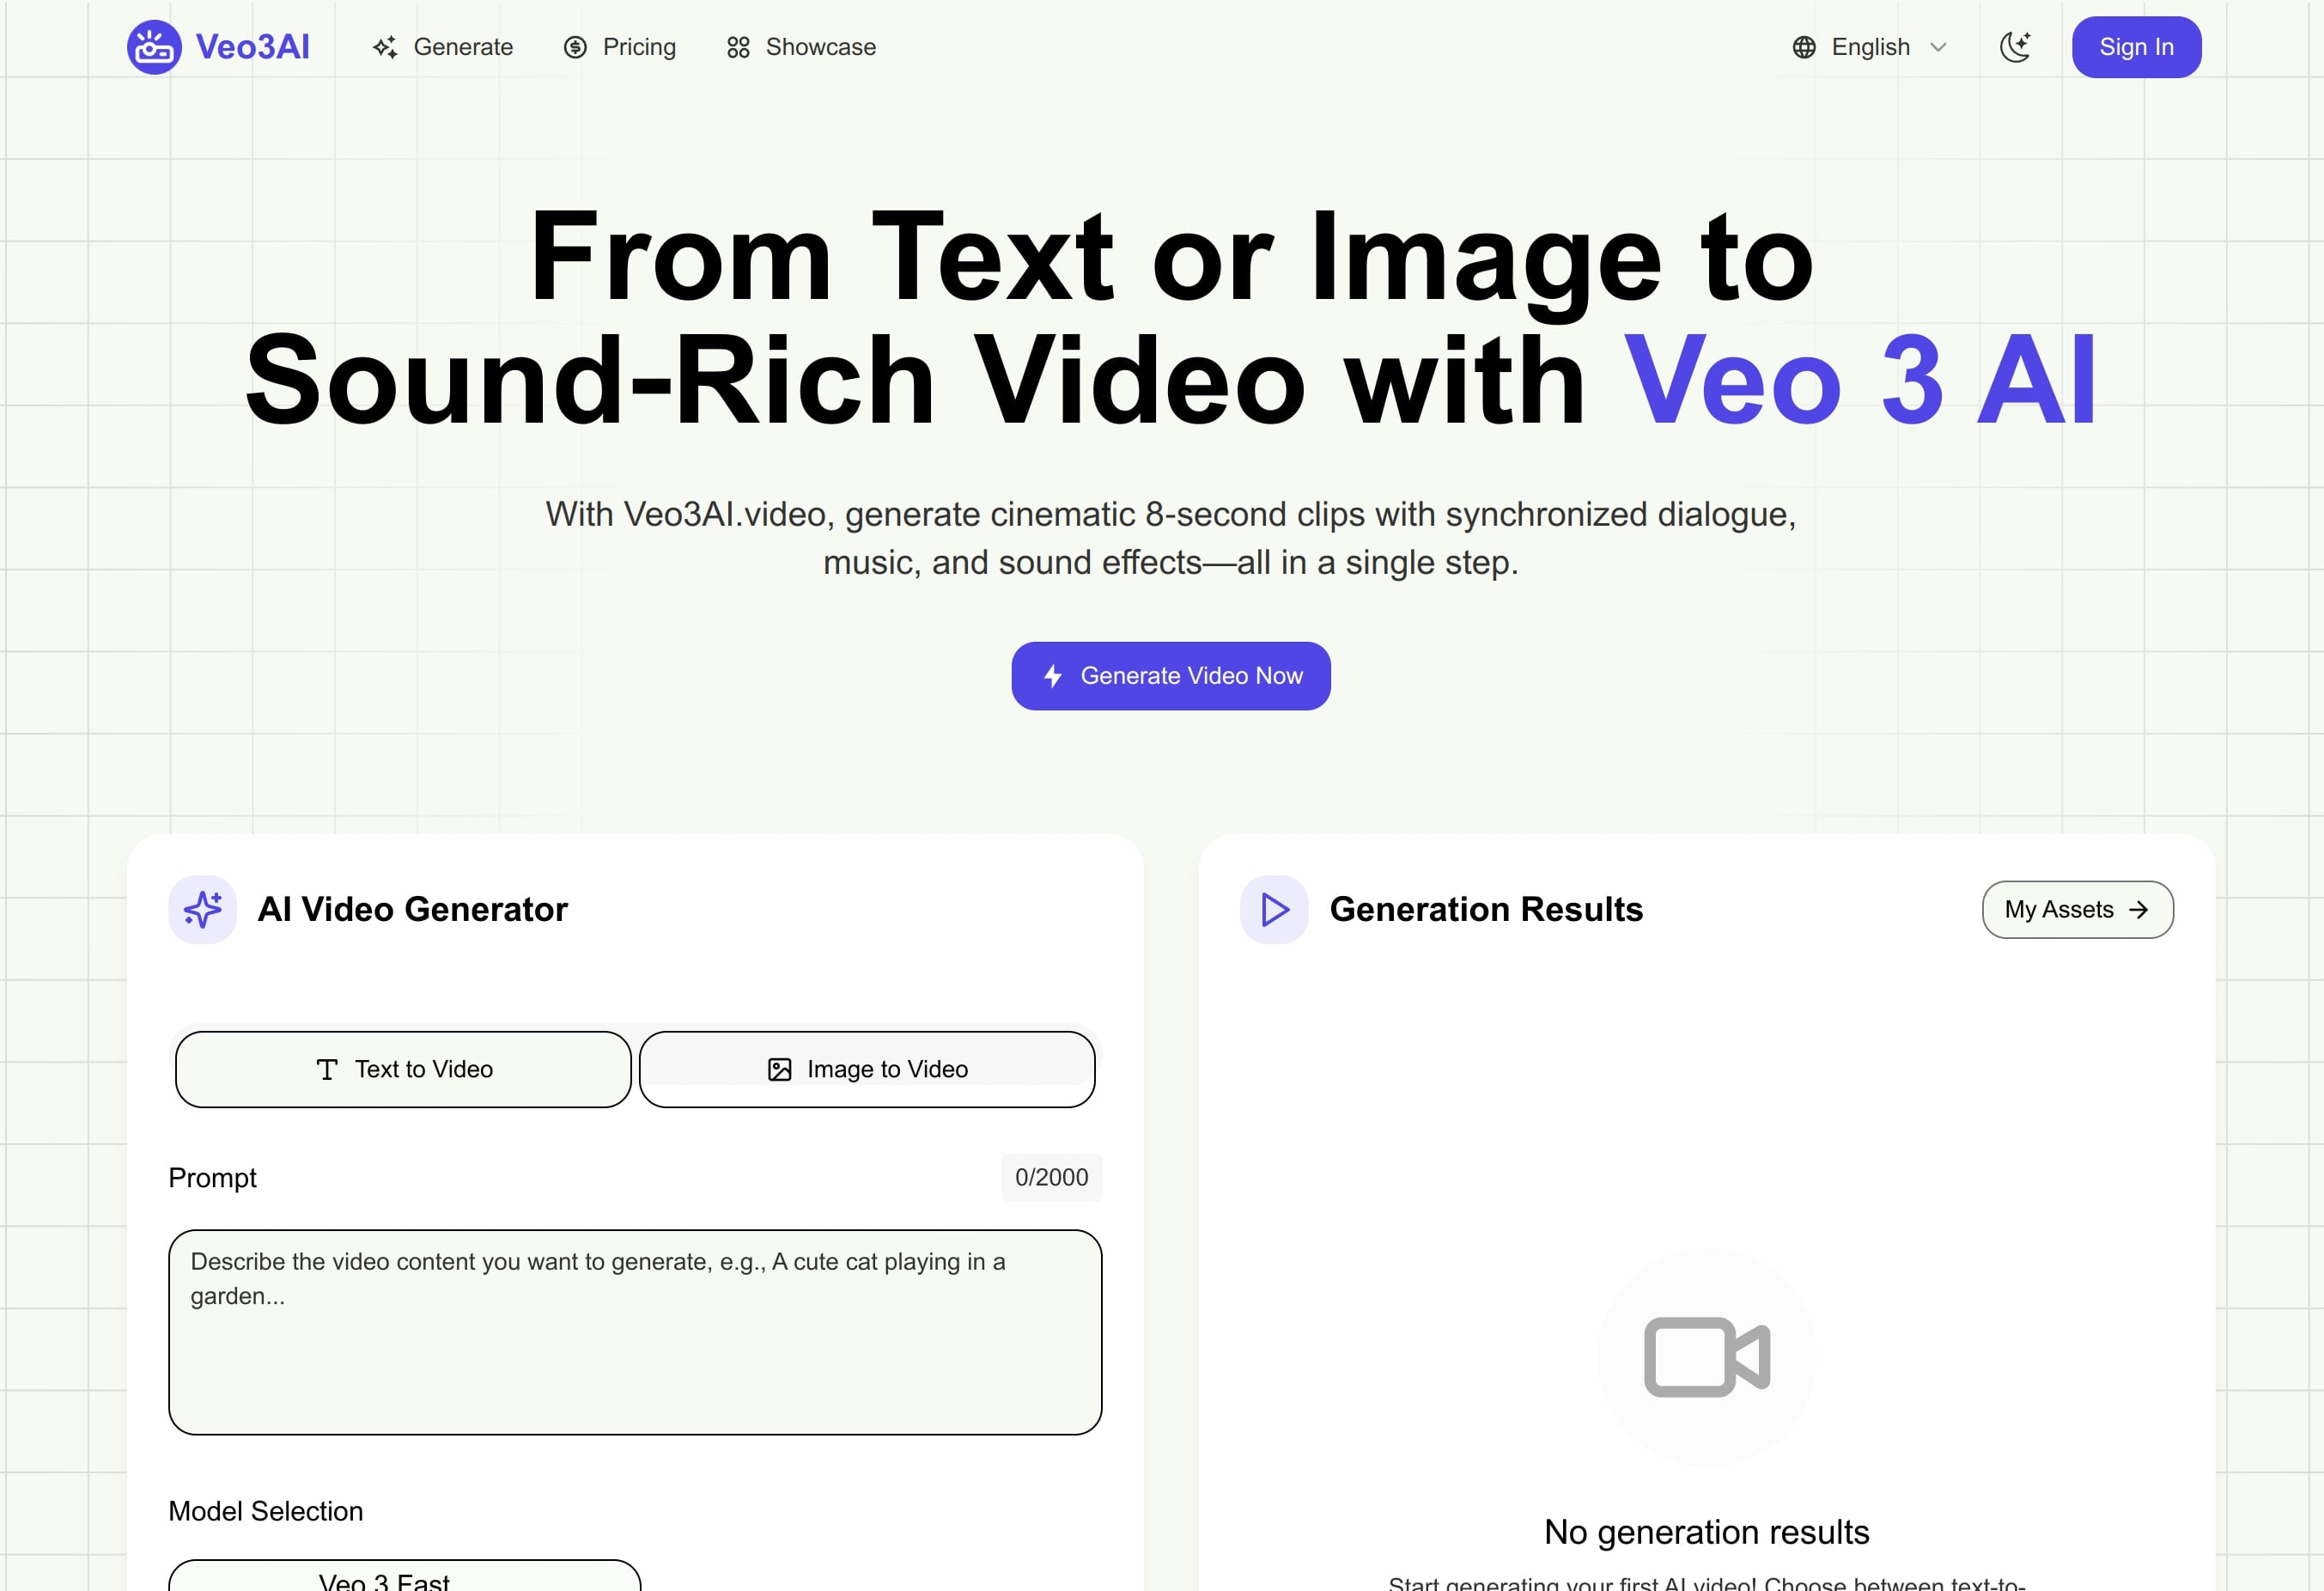 Veo3AI
Generate
Pricing
Showcase
English
Sign In
From Text or Image to
Sound-Rich Video with Veo 3 AI
With Veo3AI.video, generate cinematic 8-second clips with synchronized dialogue,
music, and sound effects—all in a single step.
Generate Video Now
AI Video Generator
Text to Video
Image to Video
Prompt
0/2000
Describe the video content you want to generate, e.g., A cute cat playing in a
garden...
Model Selection
Veo 3 Fast
Generation Results
My Assets
No generation results
Start generating your first AI video! Choose between text-to-